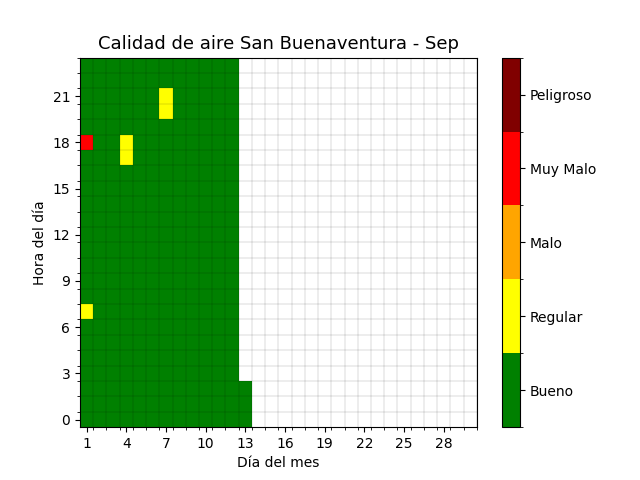 Calidad de aire San Buenaventura - Sep
21
18
15
12
9
6
3
0
Hora del día
1 4 7 10 13 16 19 22 25 28
Día del mes
Peligroso
Muy Malo
Malo
Regular
Bueno